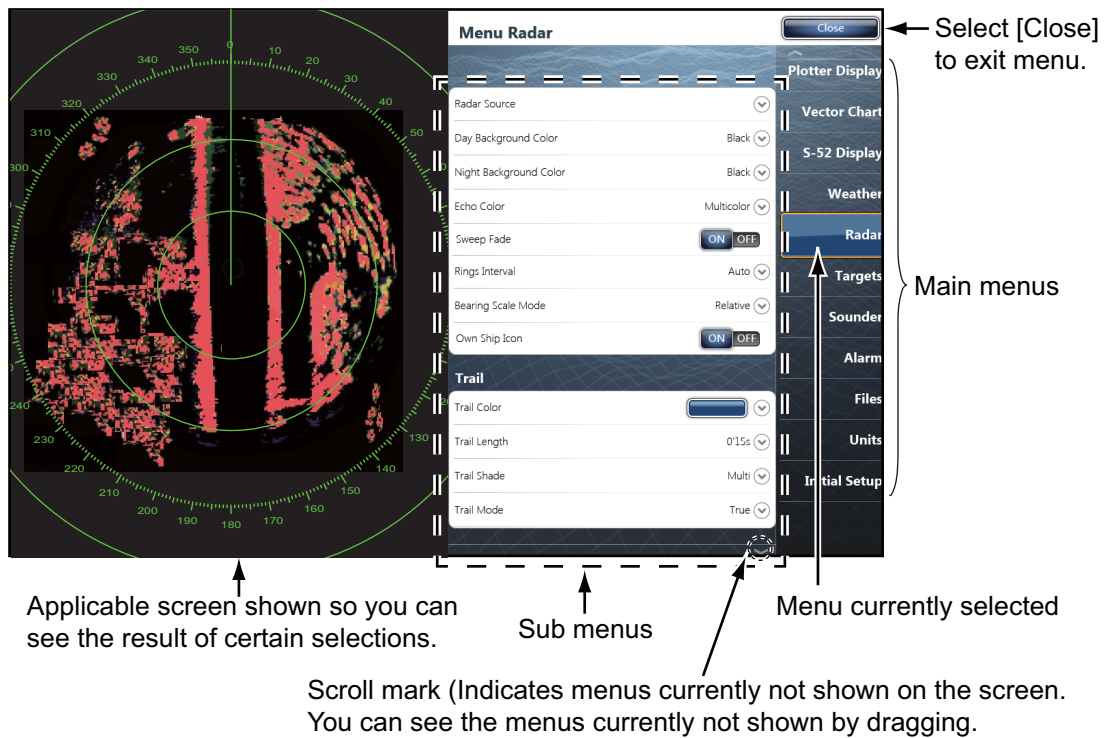 Menu Radar
Close
Select [Close]
to exit menu.
Radar Source
Day Background Color Black
Night Background Color Black
Echo Color Multicolor
Sweep Fade ON OFF
Rings Interval Auto
Bearing Scale Mode Relative
Own Ship Icon ON OFF
Trail
Trail Color
Trail Length 0'15s
Trail Shade Multi
Trail Mode True
Plotter Display
Vector Chart
S-52 Display
Weather
Radar
Targets
Sounder
Alarm
Files
Units
Initial Setup
Main menus
350 0 10
340 20
330 30
320 40
310 50
300
240 130
230 140
220 150
210 160
200 190 180 170
Applicable screen shown so you can
see the result of certain selections.
Sub menus
Menu currently selected
Scroll mark (Indicates menus currently not shown on the screen.
You can see the menus currently not shown by dragging.